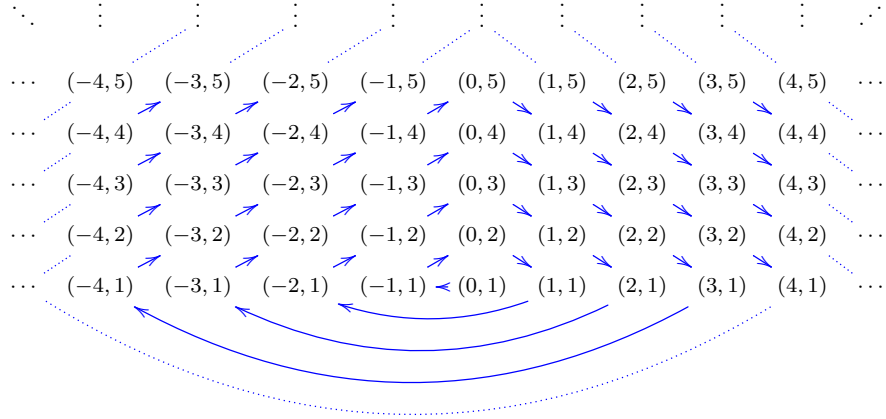 ⋱ ⋮ ⋮ ⋮ ⋮ ⋮ ⋮ ⋮ ⋮ ⋮ ⋰
⋯ (−4, 5) (−3, 5) (−2, 5) (−1, 5) (0, 5) (1, 5) (2, 5) (3, 5) (4, 5) ⋯
⋯ (−4, 4) (−3, 4) (−2, 4) (−1, 4) (0, 4) (1, 4) (2, 4) (3, 4) (4, 4) ⋯
⋯ (−4, 3) (−3, 3) (−2, 3) (−1, 3) (0, 3) (1, 3) (2, 3) (3, 3) (4, 3) ⋯
⋯ (−4, 2) (−3, 2) (−2, 2) (−1, 2) (0, 2) (1, 2) (2, 2) (3, 2) (4, 2) ⋯
⋯ (−4, 1) (−3, 1) (−2, 1) (−1, 1) (0, 1) (1, 1) (2, 1) (3, 1) (4, 1) ⋯